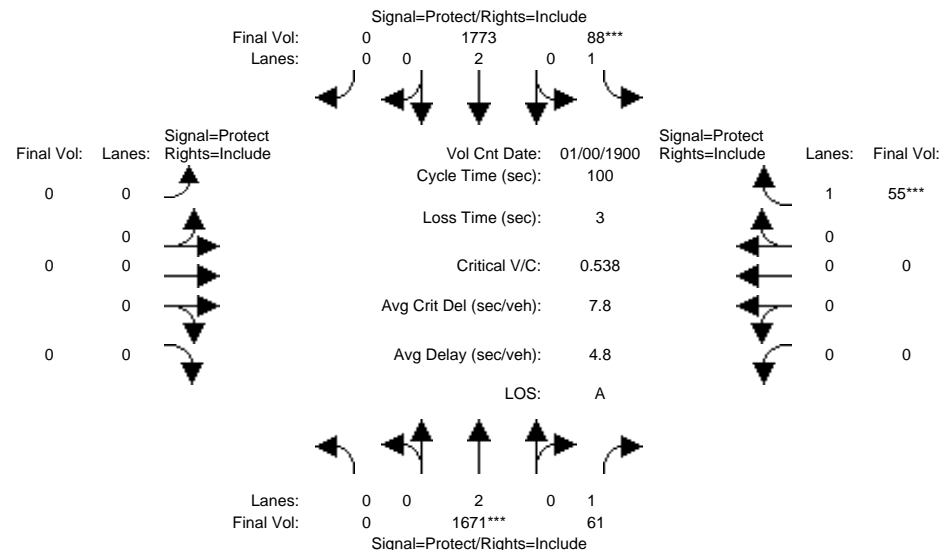 Signal=Protect/Rights=Include
Final Vol: 0 1773 88***
Lanes: 0 0 2 0 1
Signal=Protect
Final Vol: Lanes: Rights=Include
Vol Cnt Date: 01/00/1900
Signal=Protect
Rights=Include Lanes: Final Vol:
Cycle Time (sec): 100
0 0
1 55***
Loss Time (sec): 3
0
0
0 0
Critical V/C: 0.538
0 0
0
Avg Crit Del (sec/veh): 7.8
0
0 0
Avg Delay (sec/veh): 4.8
0 0
LOS: A
Lanes: 0 0 2 0 1
Final Vol: 0 1671*** 61
Signal=Protect/Rights=Include